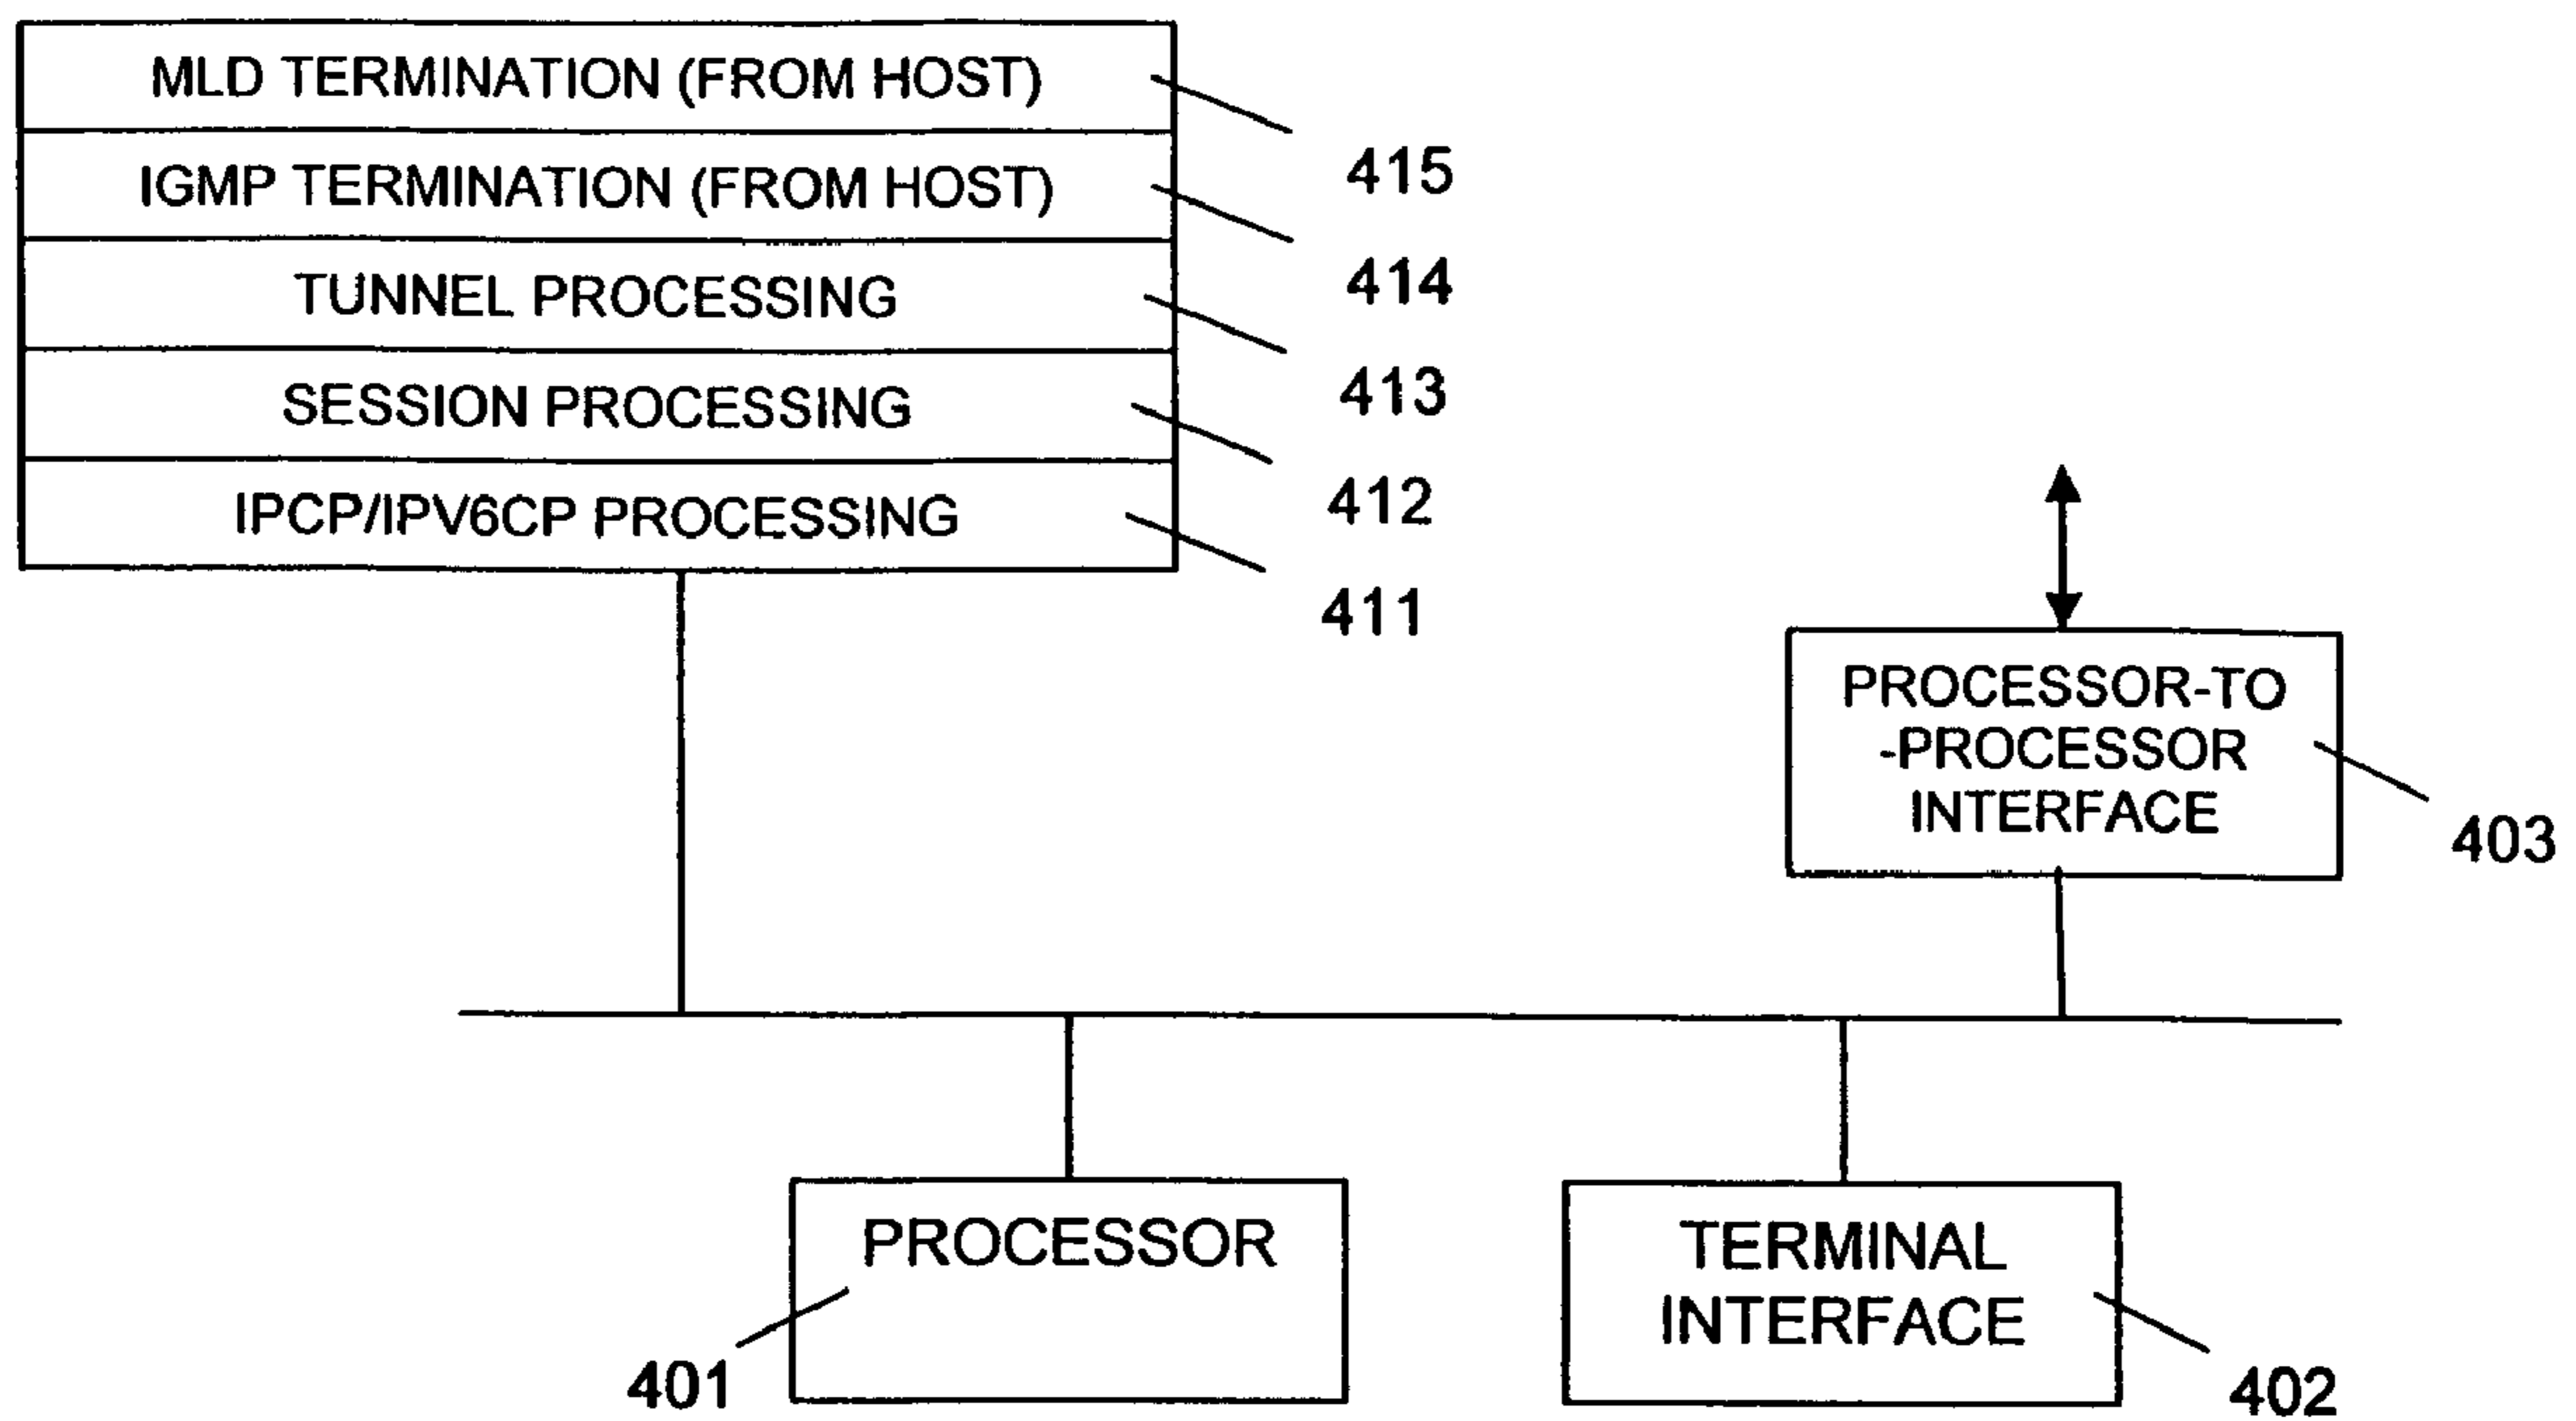 MLD TERMINATION (FROM HOST)
415
IGMP TERMINATION (FROM HOST)
414
TUNNEL PROCESSING
413
SESSION PROCESSING
412
IPCP/IPV6CP PROCESSING
411
PROCESSOR-TO
-PROCESSOR
INTERFACE
403
PROCESSOR
401
TERMINAL
INTERFACE
402